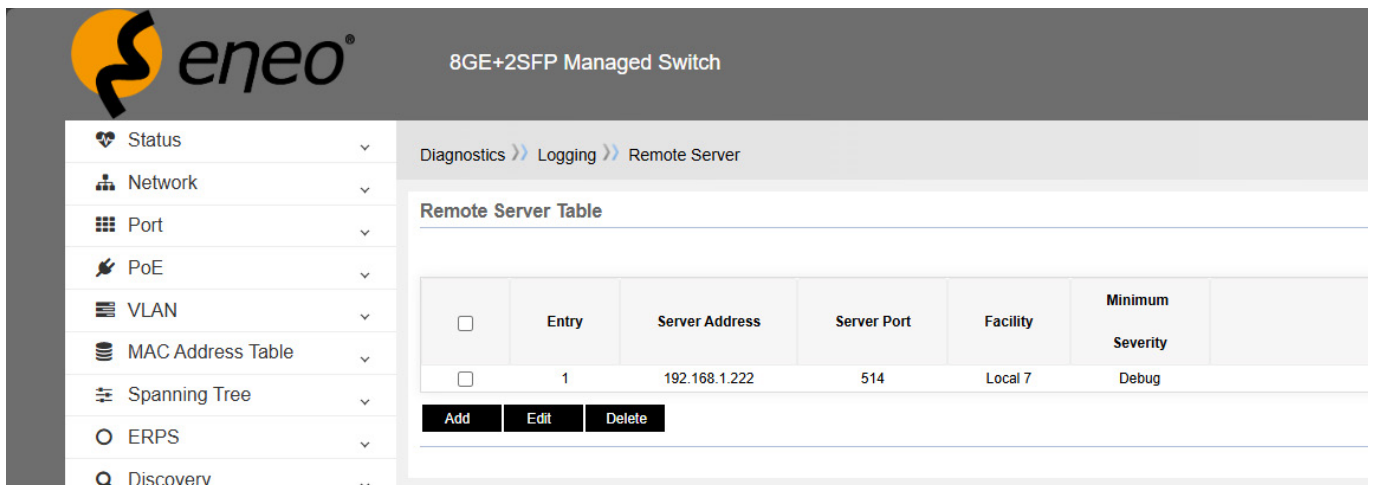 eneo®
8GE+2SFP Managed Switch
Status
Network
Port
PoE
VLAN
MAC Address Table
Spanning Tree
ERPS
Discovery
Diagnostics Logging Remote Server
Remote Server Table
Entry Server Address Server Port Facility Minimum Severity
1 192.168.1.222 514 Local 7 Debug
Add Edit Delete